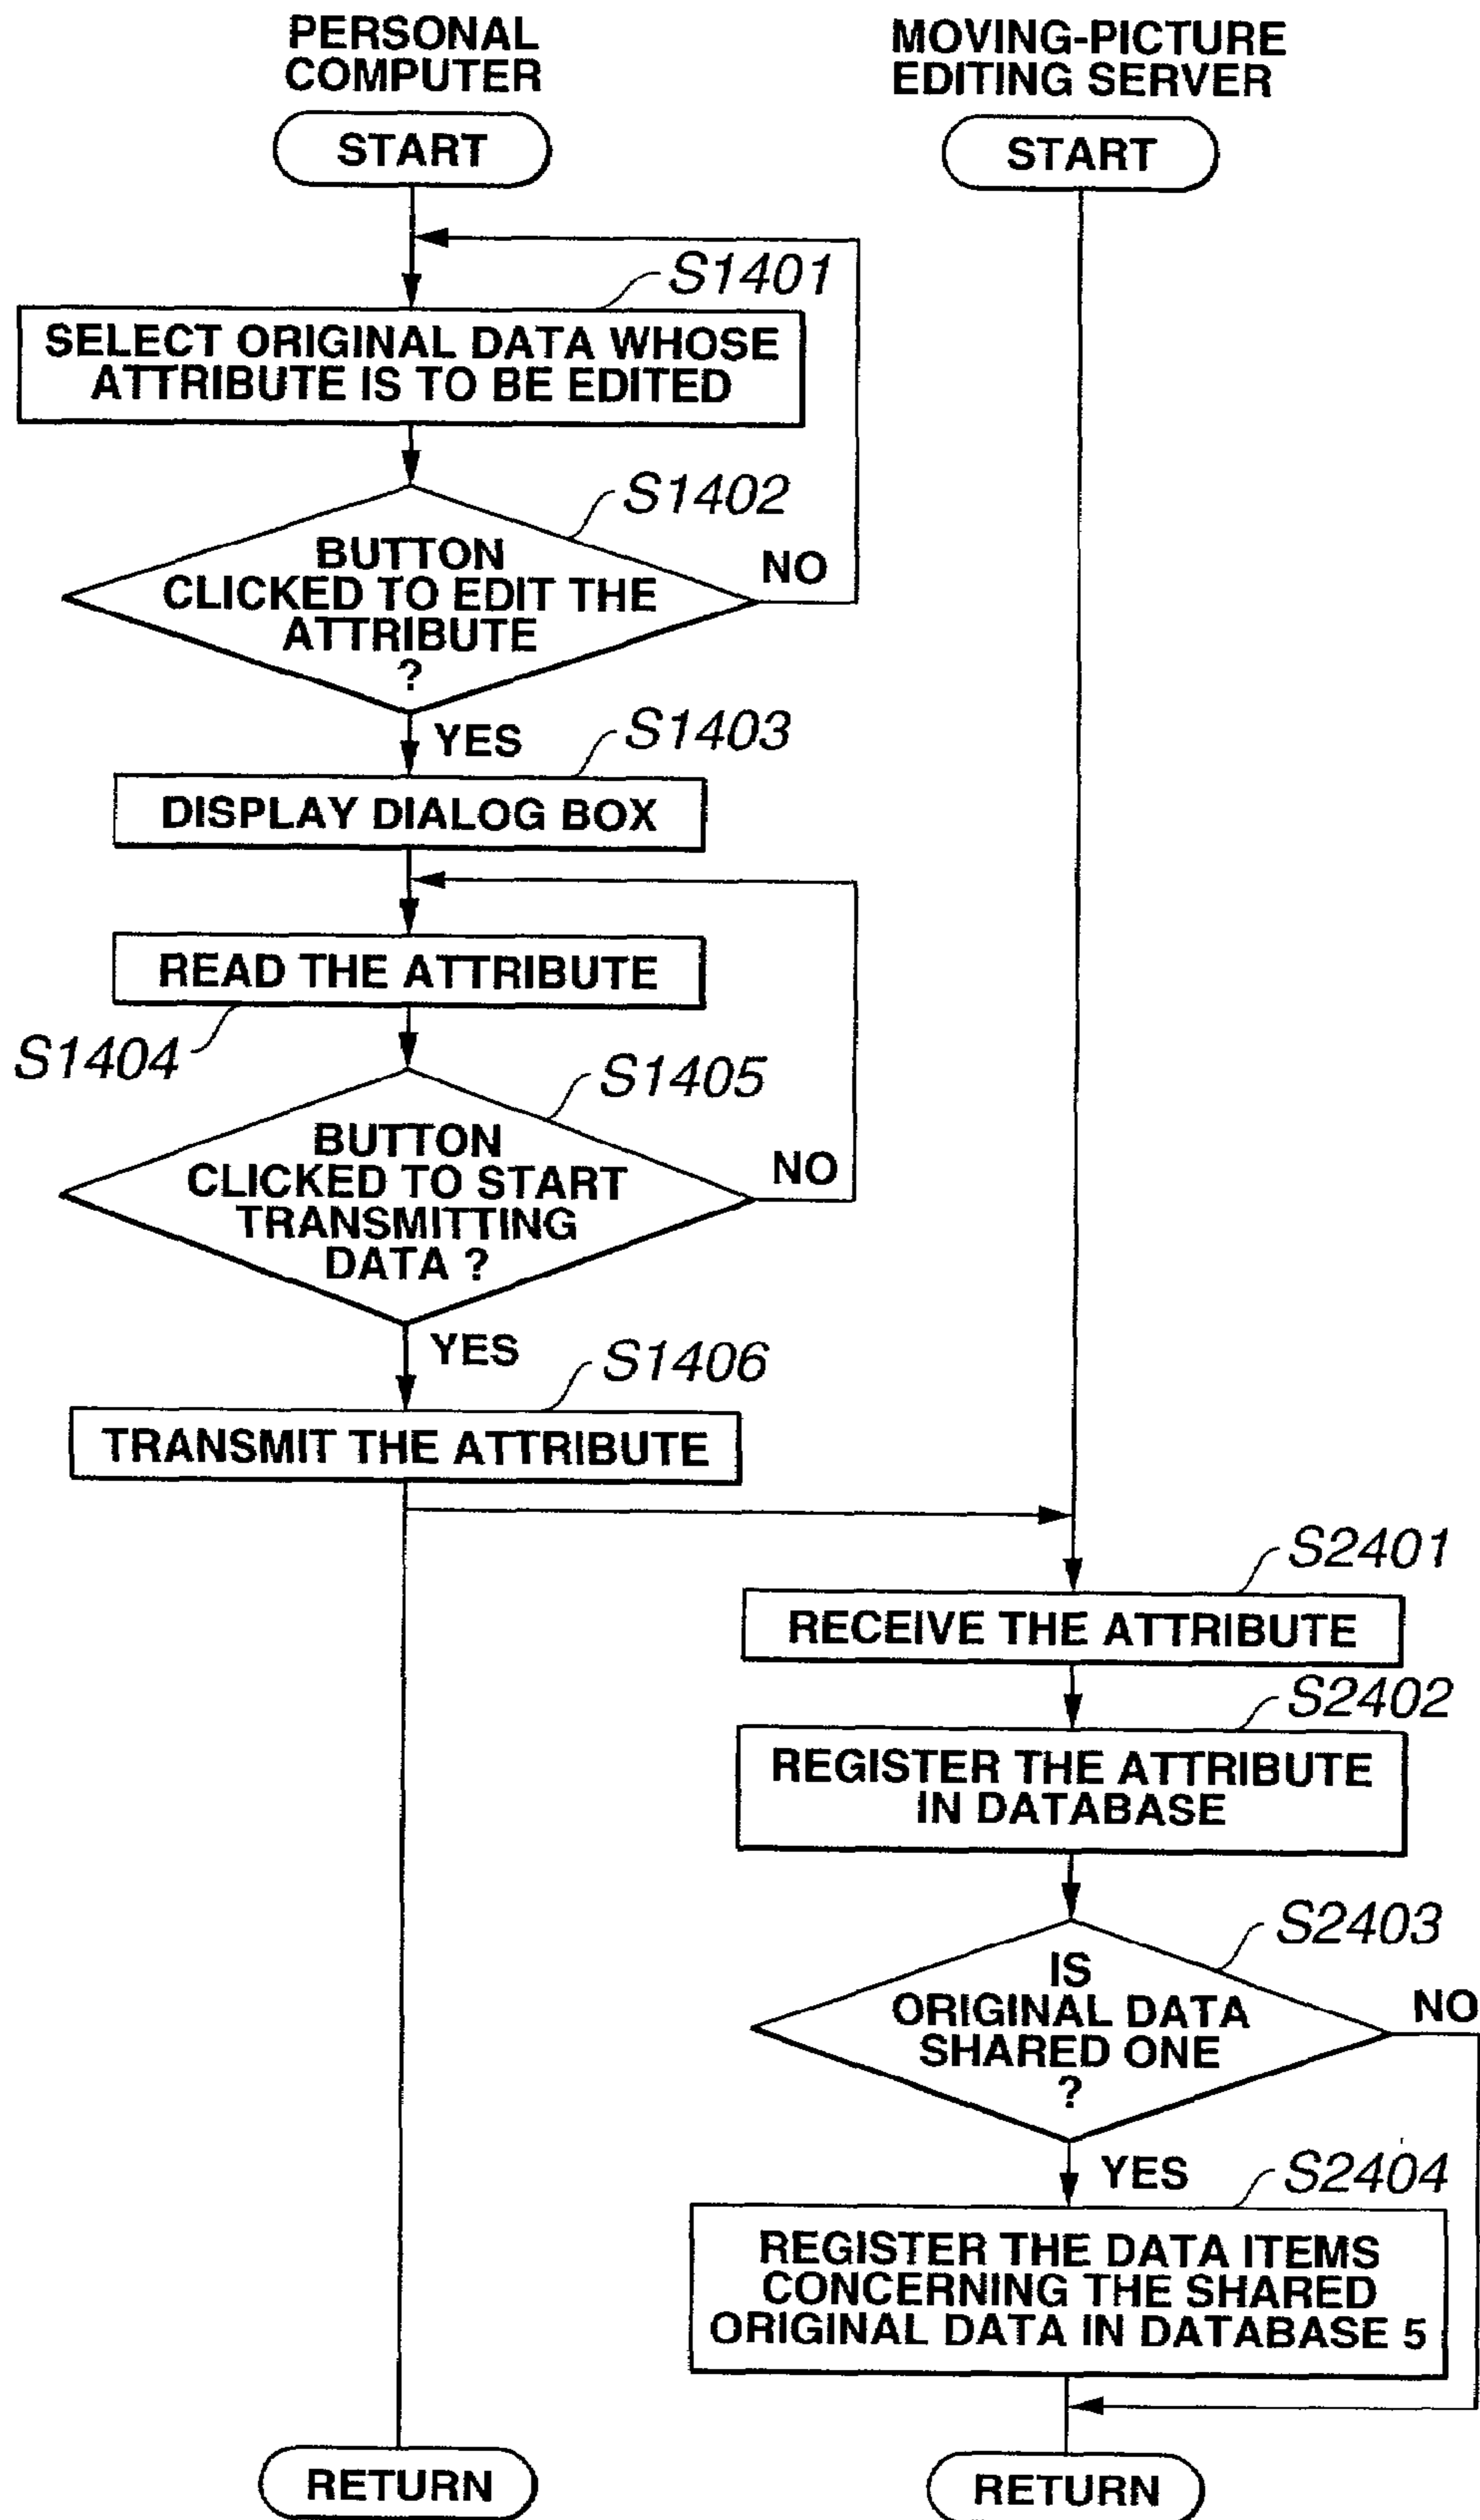 PERSONAL
COMPUTER
MOVING-PICTURE
EDITING SERVER
START
START
S1401
SELECT ORIGINAL DATA WHOSE
ATTRIBUTE IS TO BE EDITED
S1402
BUTTON
CLICKED TO EDIT THE
ATTRIBUTE
?
NO
YES
S1403
DISPLAY DIALOG BOX
READ THE ATTRIBUTE
S1404
S1405
BUTTON
CLICKED TO START
TRANSMITTING
DATA ?
NO
YES
S1406
TRANSMIT THE ATTRIBUTE
S2401
RECEIVE THE ATTRIBUTE
S2402
REGISTER THE ATTRIBUTE
IN DATABASE
S2403
IS
ORIGINAL DATA
SHARED ONE
?
NO
YES
S2404
REGISTER THE DATA ITEMS
CONCERNING THE SHARED
ORIGINAL DATA IN DATABASE 5
RETURN
RETURN